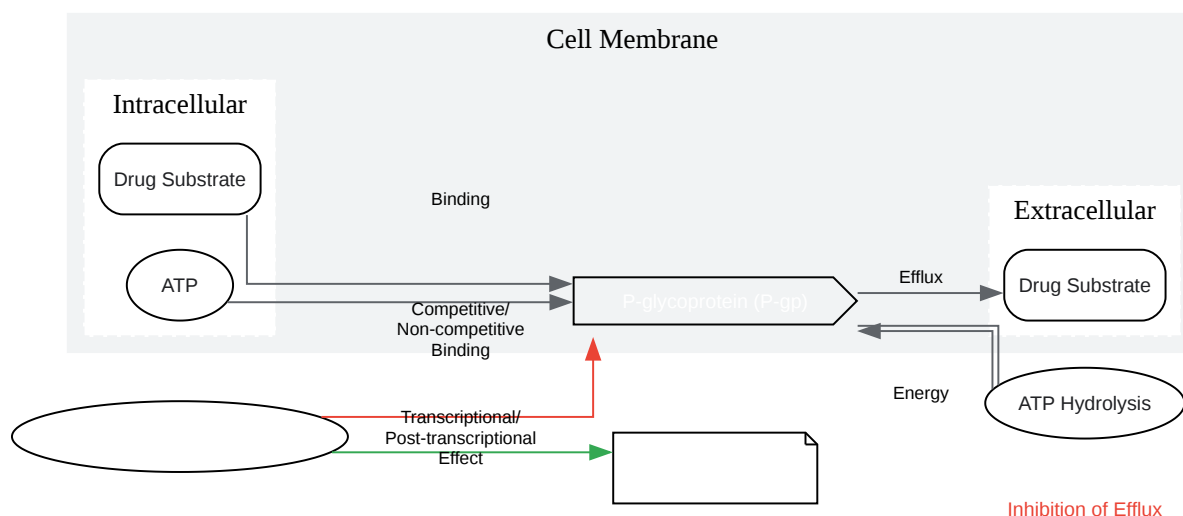 Cell Membrane
Intracellular
Drug Substrate
Binding
Extracellular
ATP
Efflux
Drug Substrate
P-glycoprotein (P-gp)
Competitive/
Non-competitive
Binding
Energy
ATP Hydrolysis
Transcriptional/
Post-transcriptional
Effect
Inhibition of Efflux